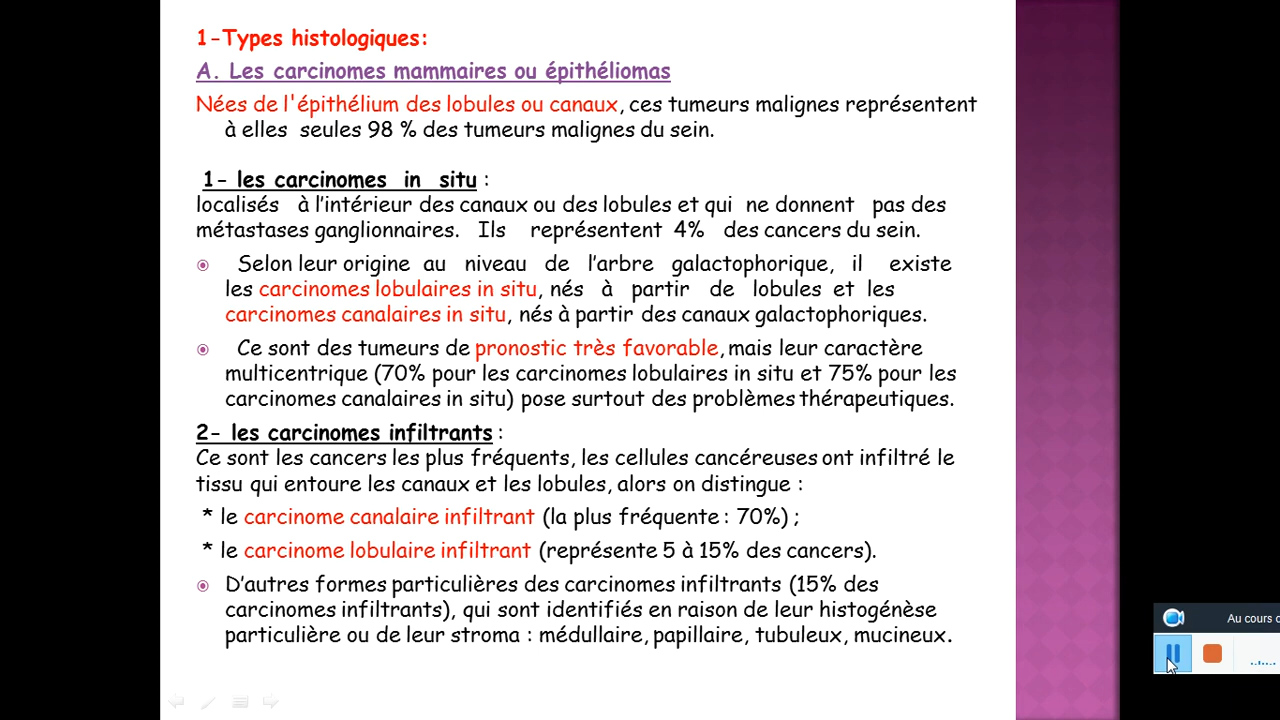 1-Types histologiques:
A. Les carcinomes mammaires ou épithéliomas
Nées de l'épithélium des lobules ou canaux, ces tumeurs malignes représentent
à elles seules 98 % des tumeurs malignes du sein.
1- les carcinomes in situ :
localisés à l’intérieur des canaux ou des lobules et qui ne donnent pas des
métastases ganglionnaires. Ils représentent 4% des cancers du sein.
Selon leur origine au niveau de l’arbre galactophorique, il existe
les carcinomes lobulaires in situ, nés à partir de lobules et les
carcinomes canalaires in situ, nés à partir des canaux galactophoriques.
Ce sont des tumeurs de pronostic très favorable, mais leur caractère
multicentrique (70% pour les carcinomes lobulaires in situ et 75% pour les
carcinomes canalaires in situ) pose surtout des problèmes thérapeutiques.
2- les carcinomes infiltrants :
Ce sont les cancers les plus fréquents, les cellules cancéreuses ont infiltré le
tissu qui entoure les canaux et les lobules, alors on distingue :
* le carcinome canalaire infiltrant (la plus fréquente : 70%) ;
* le carcinome lobulaire infiltrant (représente 5 à 15% des cancers).
D’autres formes particulières des carcinomes infiltrants (15% des
carcinomes infiltrants), qui sont identifiés en raison de leur histogénèse
particulière ou de leur stroma : médullaire, papillaire, tubuleux, mucineux.
Au cours